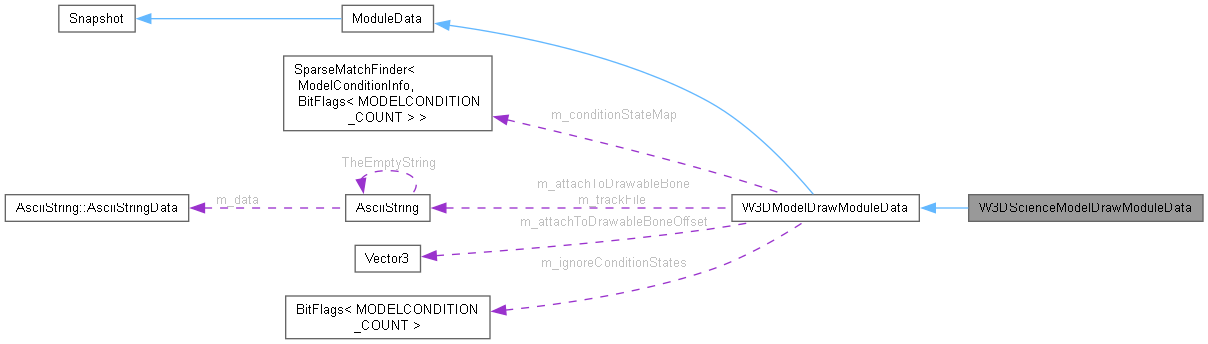 Snapshot
ModuleData
SparseMatchFinder<
ModelConditionInfo,
BitFlags< MODELCONDITION
_COUNT > >
m_conditionStateMap
TheEmptyString
m_attachToDrawableBone
m_trackFile
AsciiString::AsciiStringData
m_data
AsciiString
W3DModelDrawModuleData
W3DScienceModelDrawModuleData
m_attachToDrawableBoneOffset
Vector3
m_ignoreConditionStates
BitFlags< MODELCONDITION
_COUNT >